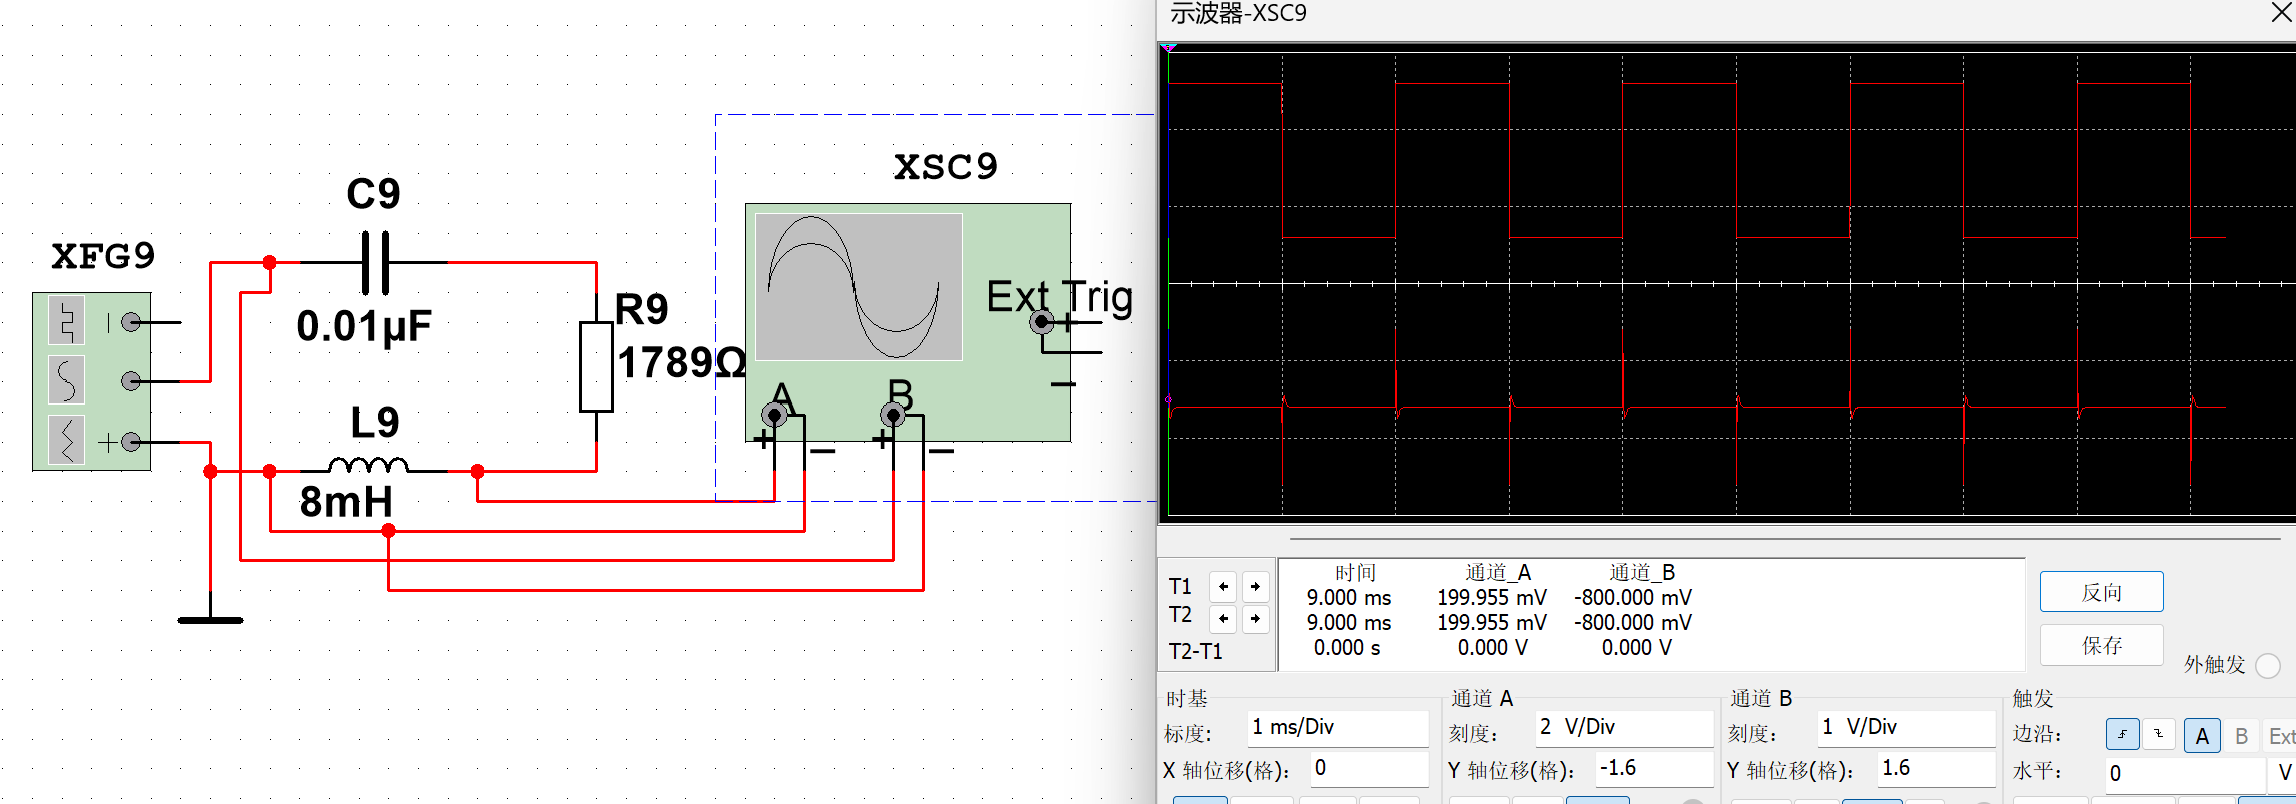 示波器-XSC9
XSC9
C9
XFG9
0.01µF
R9
1789Ω
Ext Trig
+
−
A
B
+
−
+
−
+
L9
8mH
时间 通道_A 通道_B
T1 9.000 ms 199.955 mV -800.000 mV
T2 9.000 ms 199.955 mV -800.000 mV
T2-T1 0.000 s 0.000 V 0.000 V
反向
保存
外触发
时基
标度: 1 ms/Div
X 轴位移(格): 0
通道 A
刻度: 2 V/Div
Y 轴位移(格): -1.6
通道 B
刻度: 1 V/Div
Y 轴位移(格): 1.6
触发
边沿: A B Ext
水平: 0 V